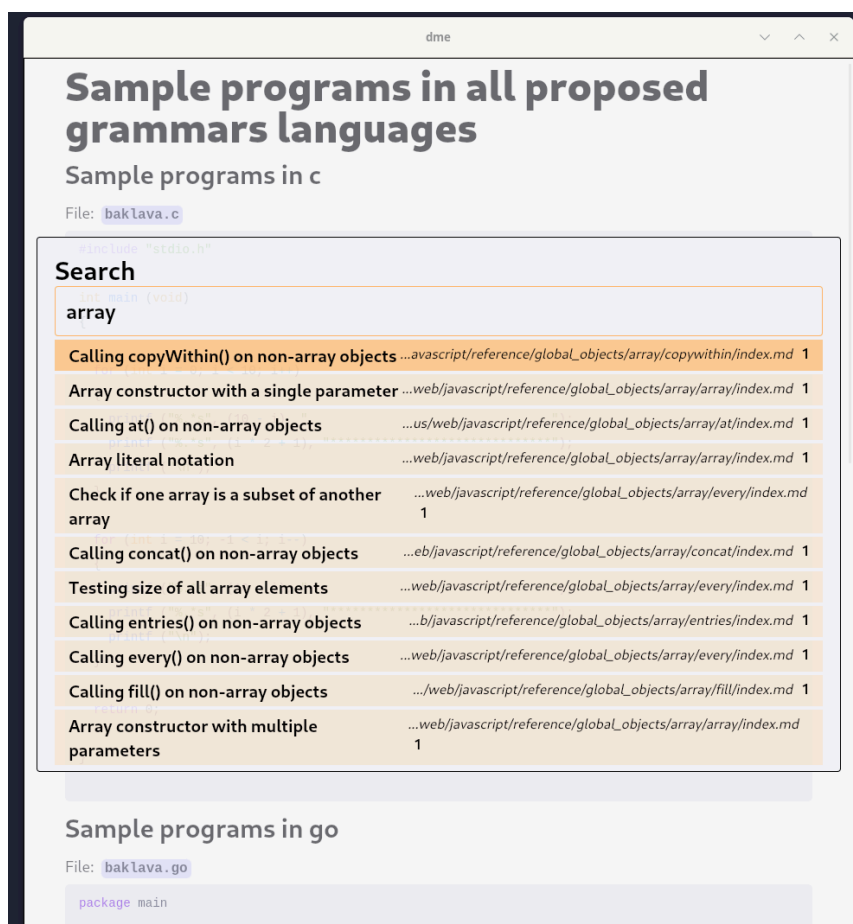 dme
Sample programs in all proposed
grammars languages
Sample programs in c
File: baklava.c
#include "stdio.h"
Search
int main (void)
{
array
Calling copyWithin() on non-array objects ...avascript/reference/global_objects/array/copywithin/index.md 1
Array constructor with a single parameter ...web/javascript/reference/global_objects/array/array/index.md 1
Calling at() on non-array objects ...us/web/javascript/reference/global_objects/array/at/index.md 1
Array literal notation ...web/javascript/reference/global_objects/array/array/index.md 1
Check if one array is a subset of another ...web/javascript/reference/global_objects/array/every/index.md
array 1
for (int i = 10; -1 < i; i--)
Calling concat() on non-array objects ...eb/javascript/reference/global_objects/array/concat/index.md 1
Testing size of all array elements ...web/javascript/reference/global_objects/array/every/index.md 1
Calling entries() on non-array objects ...b/javascript/reference/global_objects/array/entries/index.md 1
printf ("\n");
Calling every() on non-array objects ...web/javascript/reference/global_objects/array/every/index.md 1
Calling fill() on non-array objects .../web/javascript/reference/global_objects/array/fill/index.md 1
return 0;
Array constructor with multiple ...web/javascript/reference/global_objects/array/array/index.md
parameters 1
Sample programs in go
File: baklava.go
package main